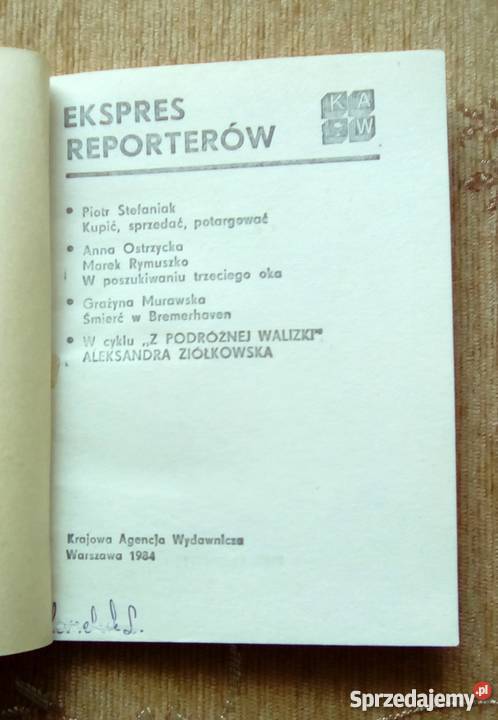 EKSPRES
REPORTERÓW
K A
W
• Piotr Stefaniak
Kupić, sprzedać, potargować
• Anna Ostrzycka
Marek Rymuszko
W poszukiwaniu trzeciego oka
• Grażyna Murawska
Śmierć w Bremerhaven
• W cyklu „Z PODRÓŻNEJ WALIZKI"
ALEKSANDRA ZIÓŁKOWSKA
Krajowa Agencja Wydawnicza
Warszawa 1984
Sprzedajemy.pl